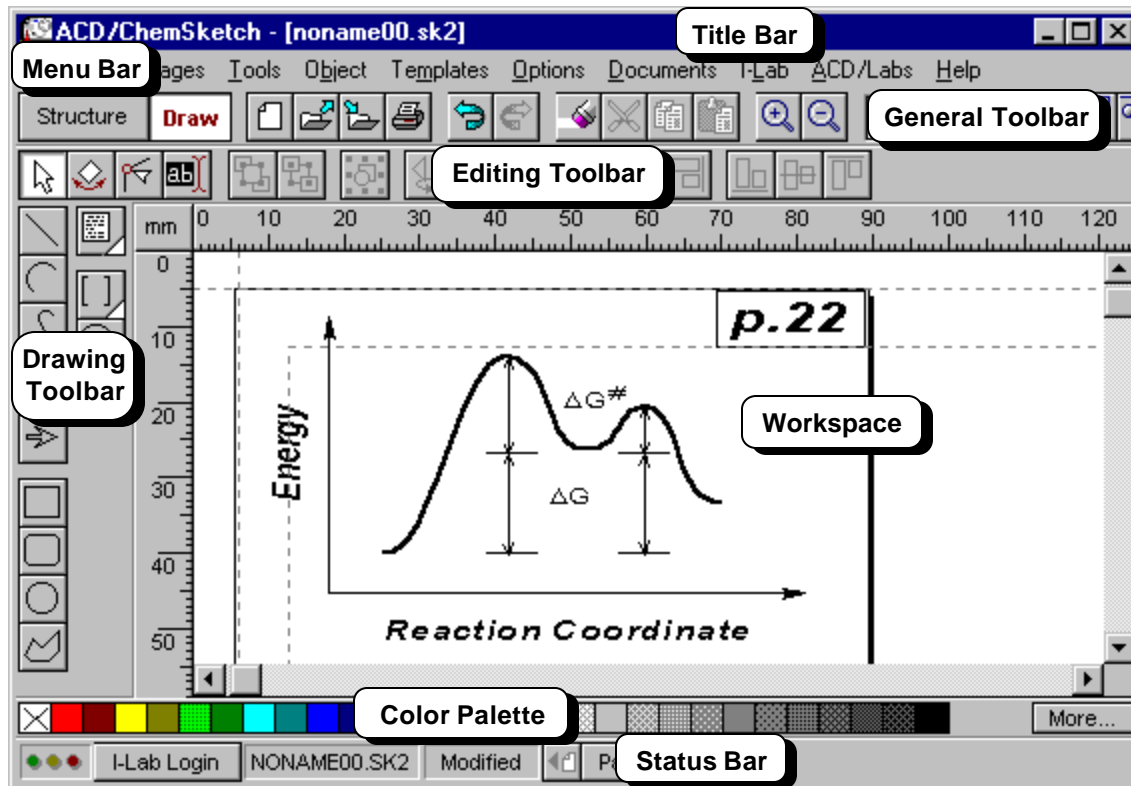 ACD/ChemSketch - [noname00.sk2]
Title Bar
Menu Bar ages Tools Object Templates Options Documents I-Lab ACD/Labs Help
Structure Draw General Toolbar
ab Editing Toolbar
mm 0 10 20 30 40 50 60 70 80 90 100 110 120
0
10
20
30
40
50
Drawing
Toolbar
p.22
ΔG#
Workspace
Energy
ΔG
Reaction Coordinate
Color Palette
More...
I-Lab Login NONAME00.SK2 Modified Status Bar